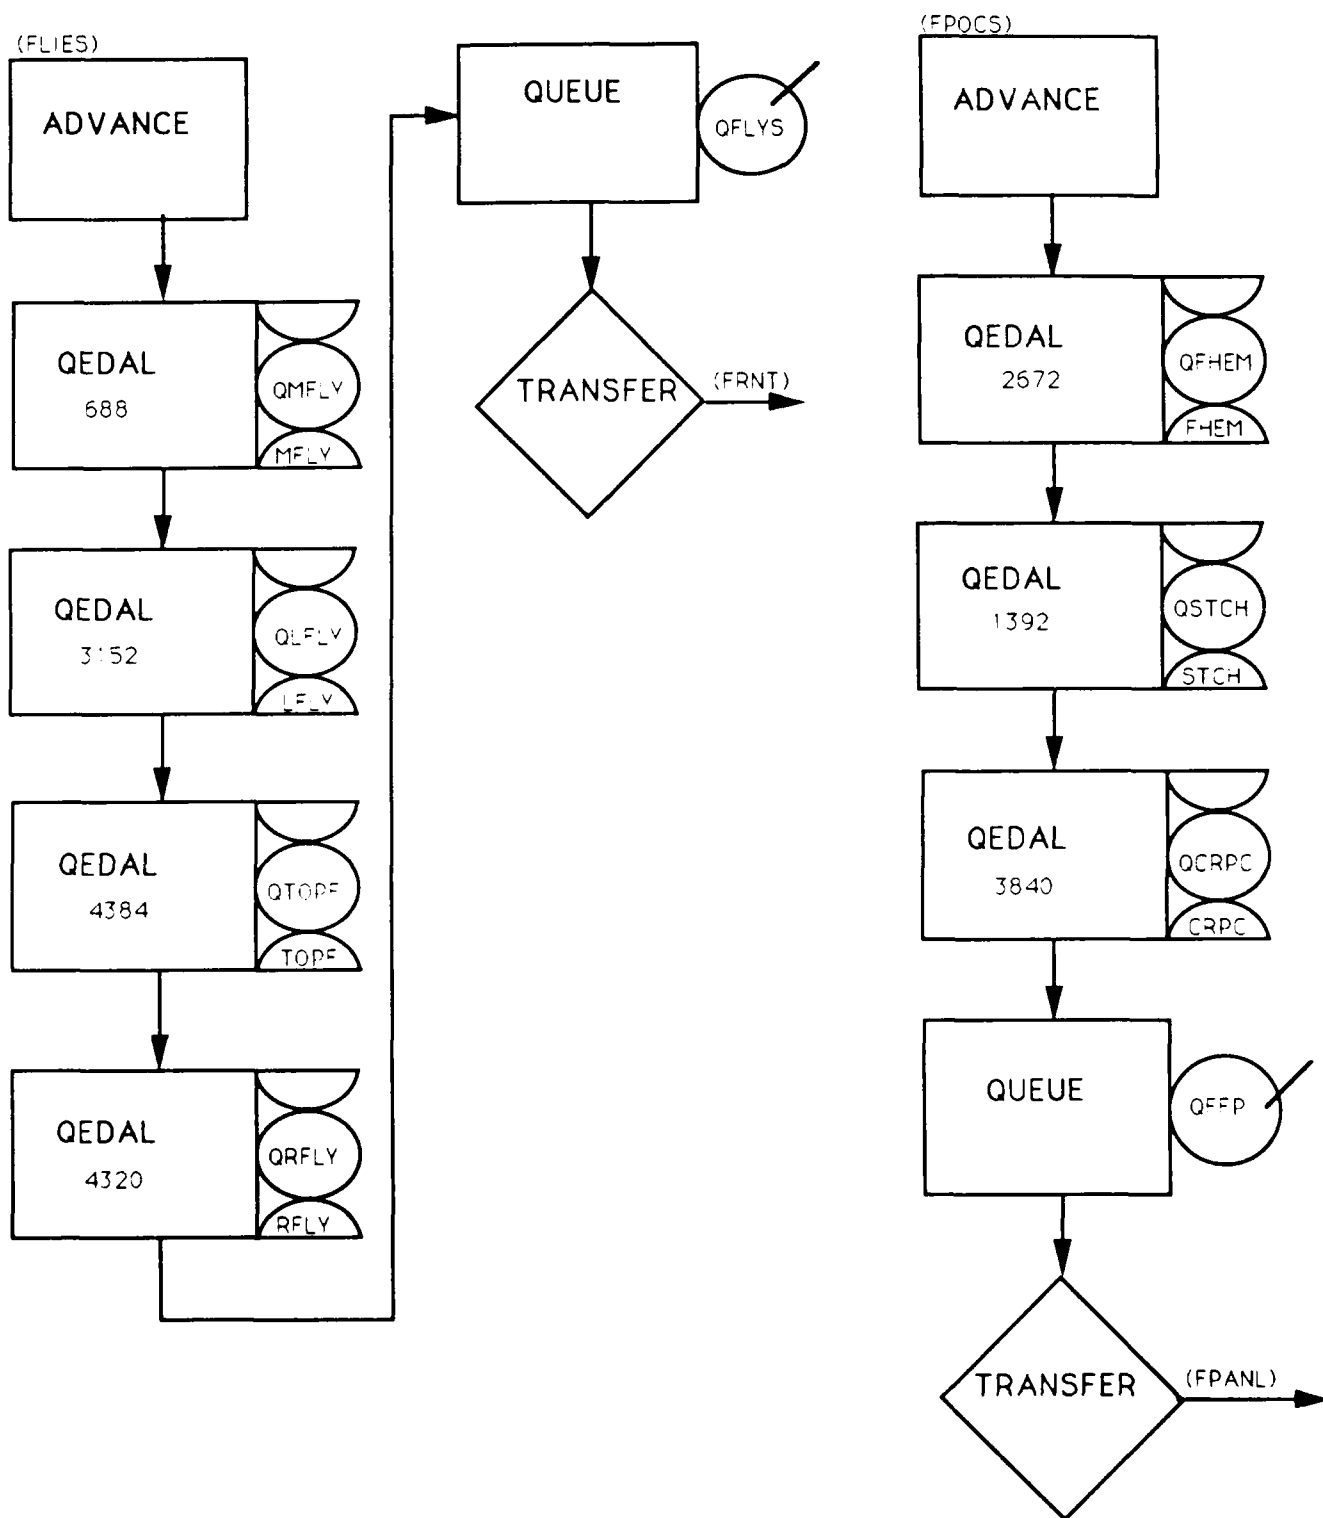 (FLIES)
ADVANCE
QEDAL
688
QMFLY
MFLY
QEDAL
3152
QLFLY
LFLY
QEDAL
4384
QTOPF
TOPF
QEDAL
4320
QRFLY
RFLY
QUEUE
QFLYS
TRANSFER
(FRNT)
(FPOCS)
ADVANCE
QEDAL
2672
QFHEM
FHEM
QEDAL
1392
QSTCH
STCH
QEDAL
3840
QCRPC
CRPC
QUEUE
QFFP
TRANSFER
(FPANL)